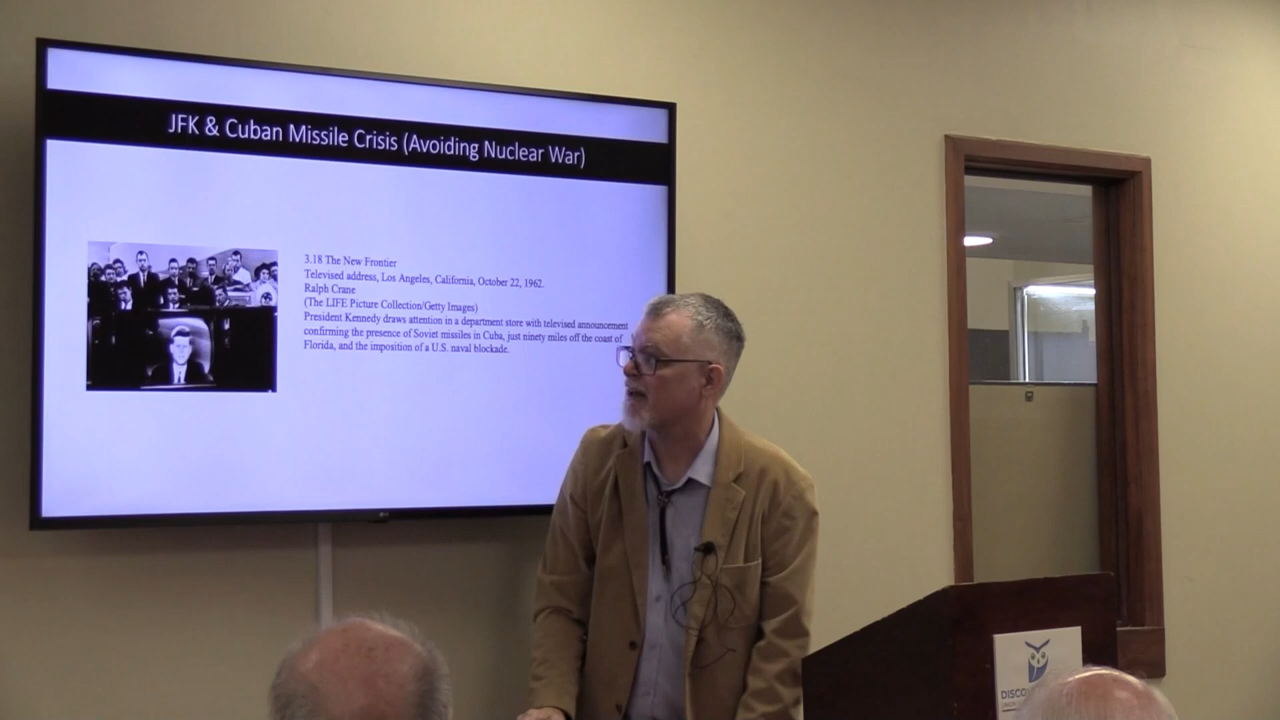 JFK & Cuban Missile Crisis (Avoiding Nuclear War)
3.18 The New Frontier
Televised address, Los Angeles, California, October 22, 1962.
Ralph Crane
(The LIFE Picture Collection/Getty Images)
President Kennedy draws attention in a department store with televised announcement
confirming the presence of Soviet missiles in Cuba, just ninety miles off the coast of
Florida, and the imposition of a U.S. naval blockade.